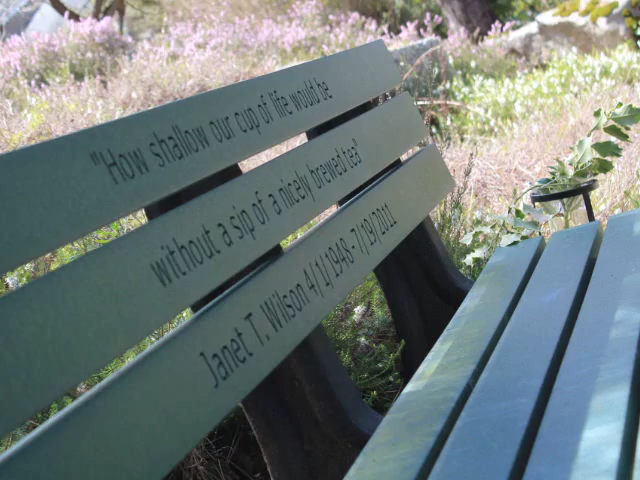 "How shallow our cup of life would be
without a sip of a nicely brewed tea"
Janet T. Wilson 4/1/1948 - 7/19/2011